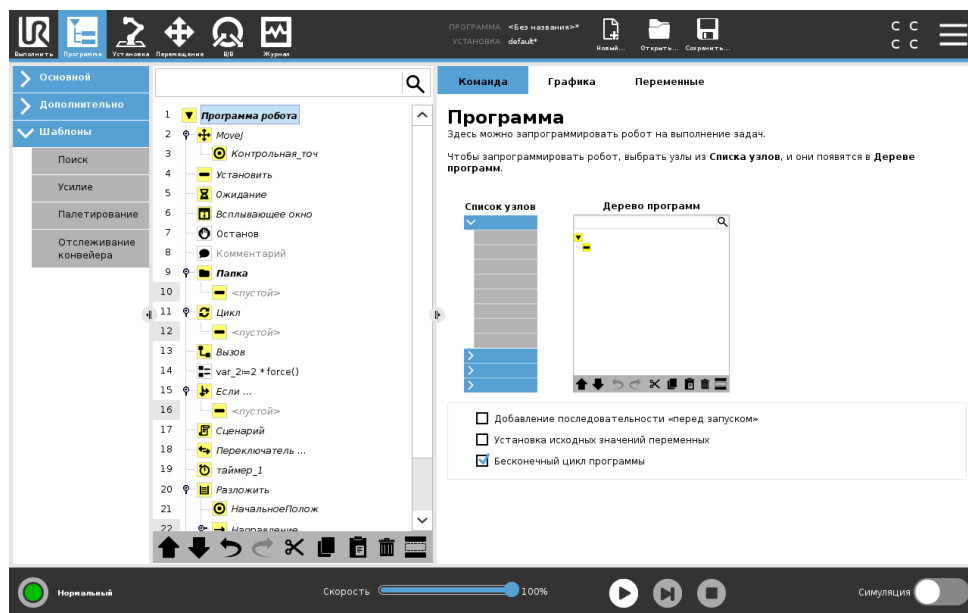 UR
ПРОГРАММА <Без названия>*
УСТАНОВКА default*
C C
C C
Выполнить Программа Установка Перемещение В/В Журнал Новый... Открыть... Сохранить...
Основной
Дополнительно
Шаблоны
Поиск
Усилие
Палетирование
Отслеживание
конвейера
1 Программа робота
2 MoveJ
3 Контрольная_точ
4 Установить
5 Ожидание
6 Всплывающее окно
7 Останов
8 Комментарий
9 Папка
10 <пустой>
11 Цикл
12 <пустой>
13 Вызов
14 var_2≔2 * force()
15 Если ...
16 <пустой>
17 Сценарий
18 Переключатель ...
19 таймер_1
20 Разложить
21 НачальноеПолож
22 Направление
Команда Графика Переменные
Программа
Здесь можно запрограммировать робот на выполнение задач.
Чтобы запрограммировать робот, выбрать узлы из Списка узлов, и они появятся в Дереве
программ.
Список узлов Дерево программ
Добавление последовательности «перед запуском»
Установка исходных значений переменных
Бесконечный цикл программы
Нормальный
Скорость 100%
Симуляция